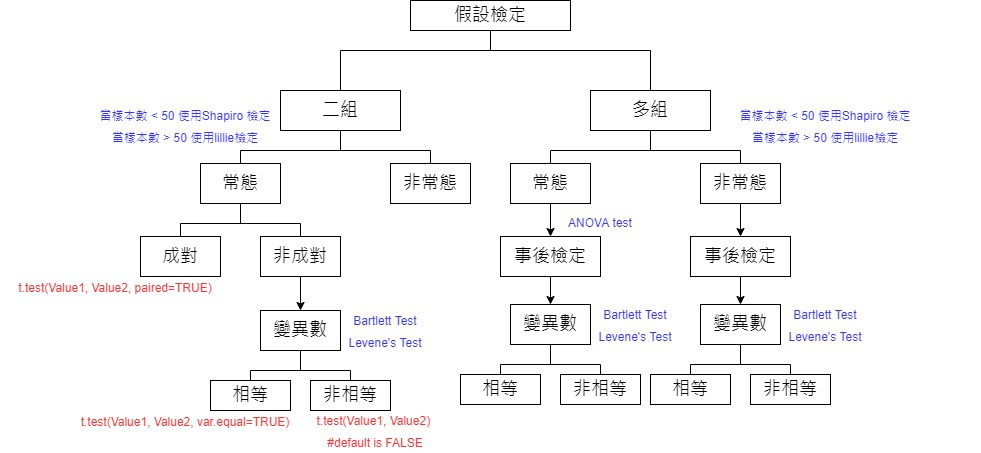 假設檢定
二組
多組
當樣本數 < 50 使用Shapiro 檢定
當樣本數 > 50 使用lillie檢定
當樣本數 < 50 使用Shapiro 檢定
當樣本數 > 50 使用lillie檢定
常態
非常態
常態
非常態
ANOVA test
成對
非成對
事後檢定
事後檢定
t.test(Value1, Value2, paired=TRUE)
變異數
Bartlett Test
Levene's Test
變異數
Bartlett Test
Levene's Test
變異數
Bartlett Test
Levene's Test
相等
非相等
相等
非相等
相等
非相等
t.test(Value1, Value2, var.equal=TRUE)
t.test(Value1, Value2)
#default is FALSE